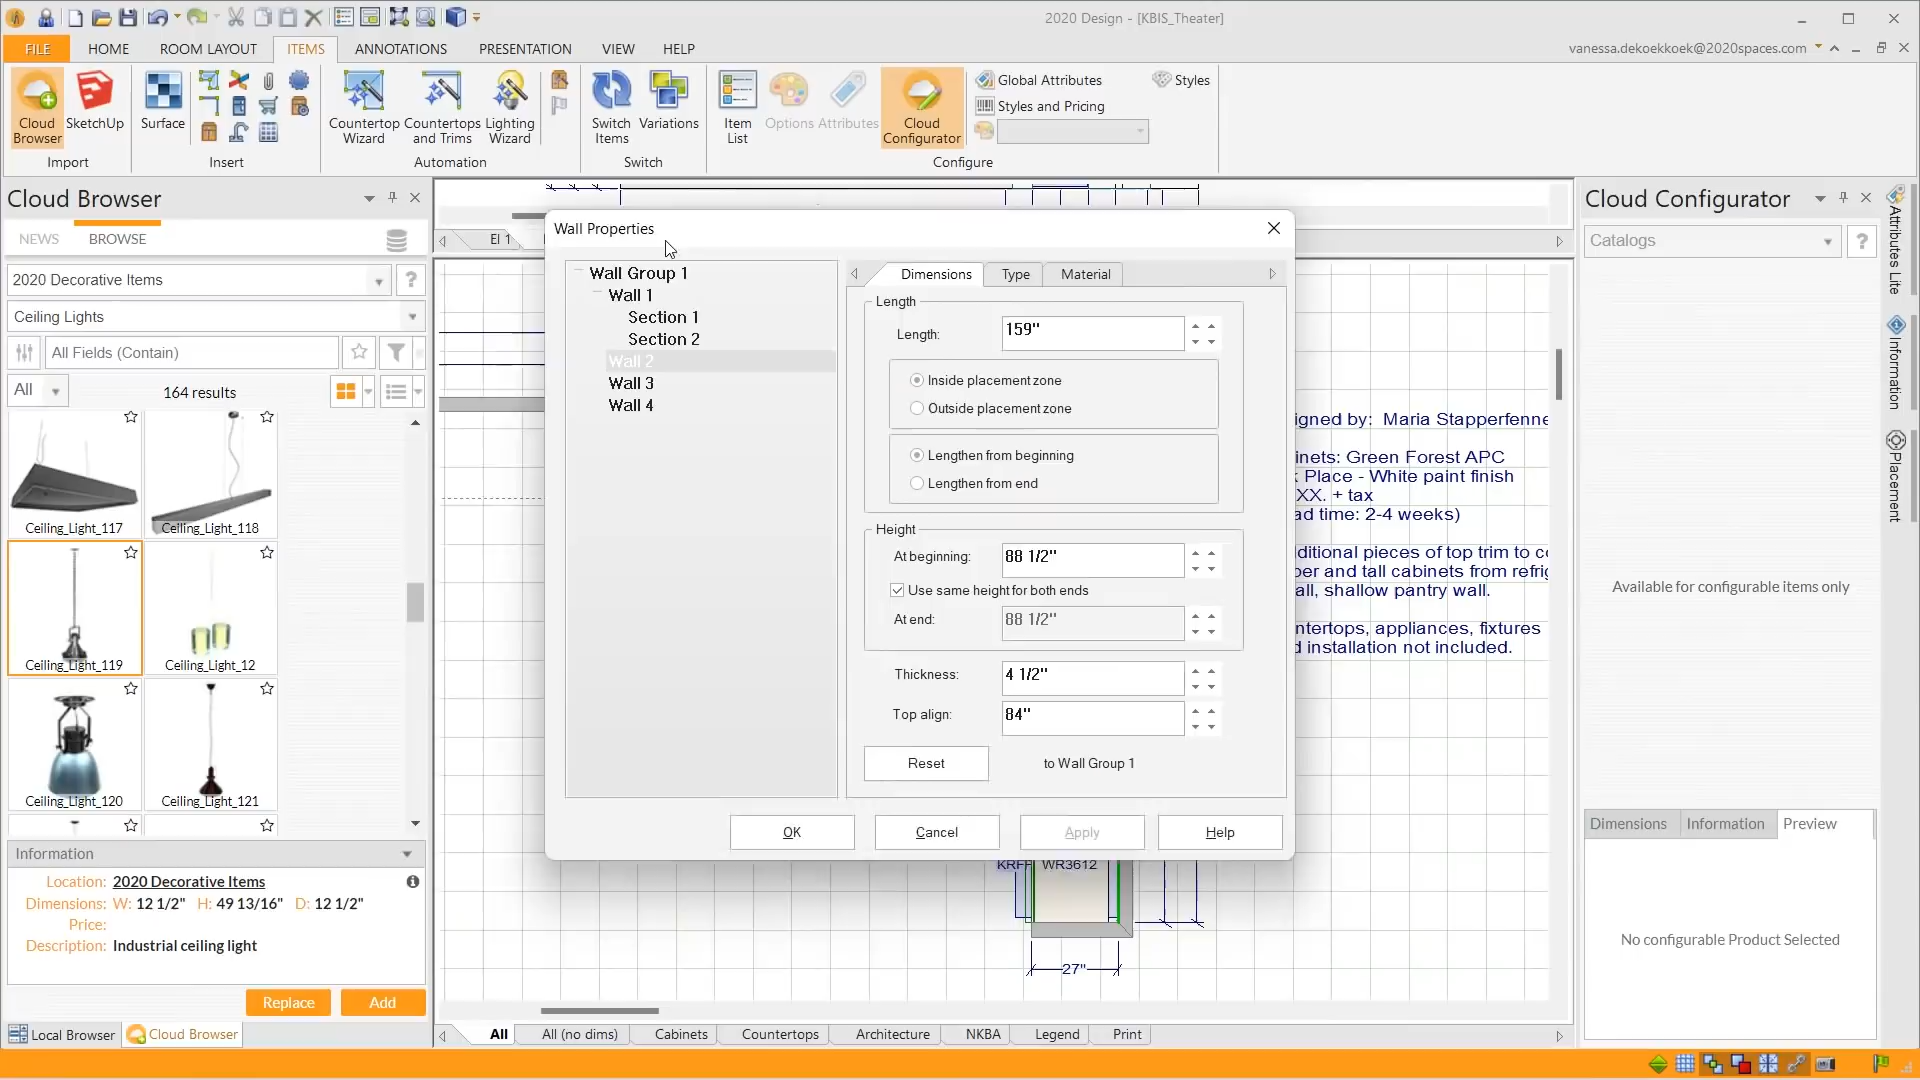 2020 Design - [KBIS_Theater]
FILE HOME ROOM LAYOUT ITEMS ANNOTATIONS PRESENTATION VIEW HELP
vanessa.dekoekkoek@2020spaces.com
Cloud
Browser
SketchUp
Import
Surface
Insert
Countertop
Wizard
Countertops
and Trims
Lighting
Wizard
Automation
Switch
Items
Variations
Switch
Item
List
Options
Attributes
Cloud
Configurator
Global Attributes
Styles and Pricing
Styles
Configure
Cloud Browser
NEWS BROWSE
2020 Decorative Items
?
Ceiling Lights
All Fields (Contain)
All
164 results
Ceiling_Light_117
Ceiling_Light_118
Ceiling_Light_119
Ceiling_Light_12
Ceiling_Light_120
Ceiling_Light_121
Information
Location: 2020 Decorative Items
Dimensions: W: 12 1/2" H: 49 13/16" D: 12 1/2"
Price:
Description: Industrial ceiling light
Replace Add
Local Browser Cloud Browser
El 1
Wall Properties
Wall Group 1
Wall 1
Section 1
Section 2
Wall 2
Wall 3
Wall 4
Dimensions Type Material
Length
Length: 159"
Inside placement zone
Outside placement zone
Lengthen from beginning
Lengthen from end
Height
At beginning: 88 1/2"
Use same height for both ends
At end: 88 1/2"
Thickness: 4 1/2"
Top align: 84"
Reset to Wall Group 1
OK Cancel Apply Help
igned by: Maria Stapperfenne
inets: Green Forest APC
Place - White paint finish
XX. + tax
ad time: 2-4 weeks)
ditional pieces of top trim to c
er and tall cabinets from refri
all, shallow pantry wall.
ntertops, appliances, fixtures
d installation not included.
WR3612
27"
All All (no dims) Cabinets Countertops Architecture NKBA Legend Print
Cloud Configurator
Catalogs
?
Available for configurable items only
Dimensions Information Preview
No configurable Product Selected
Attributes Lite
Information
Placement